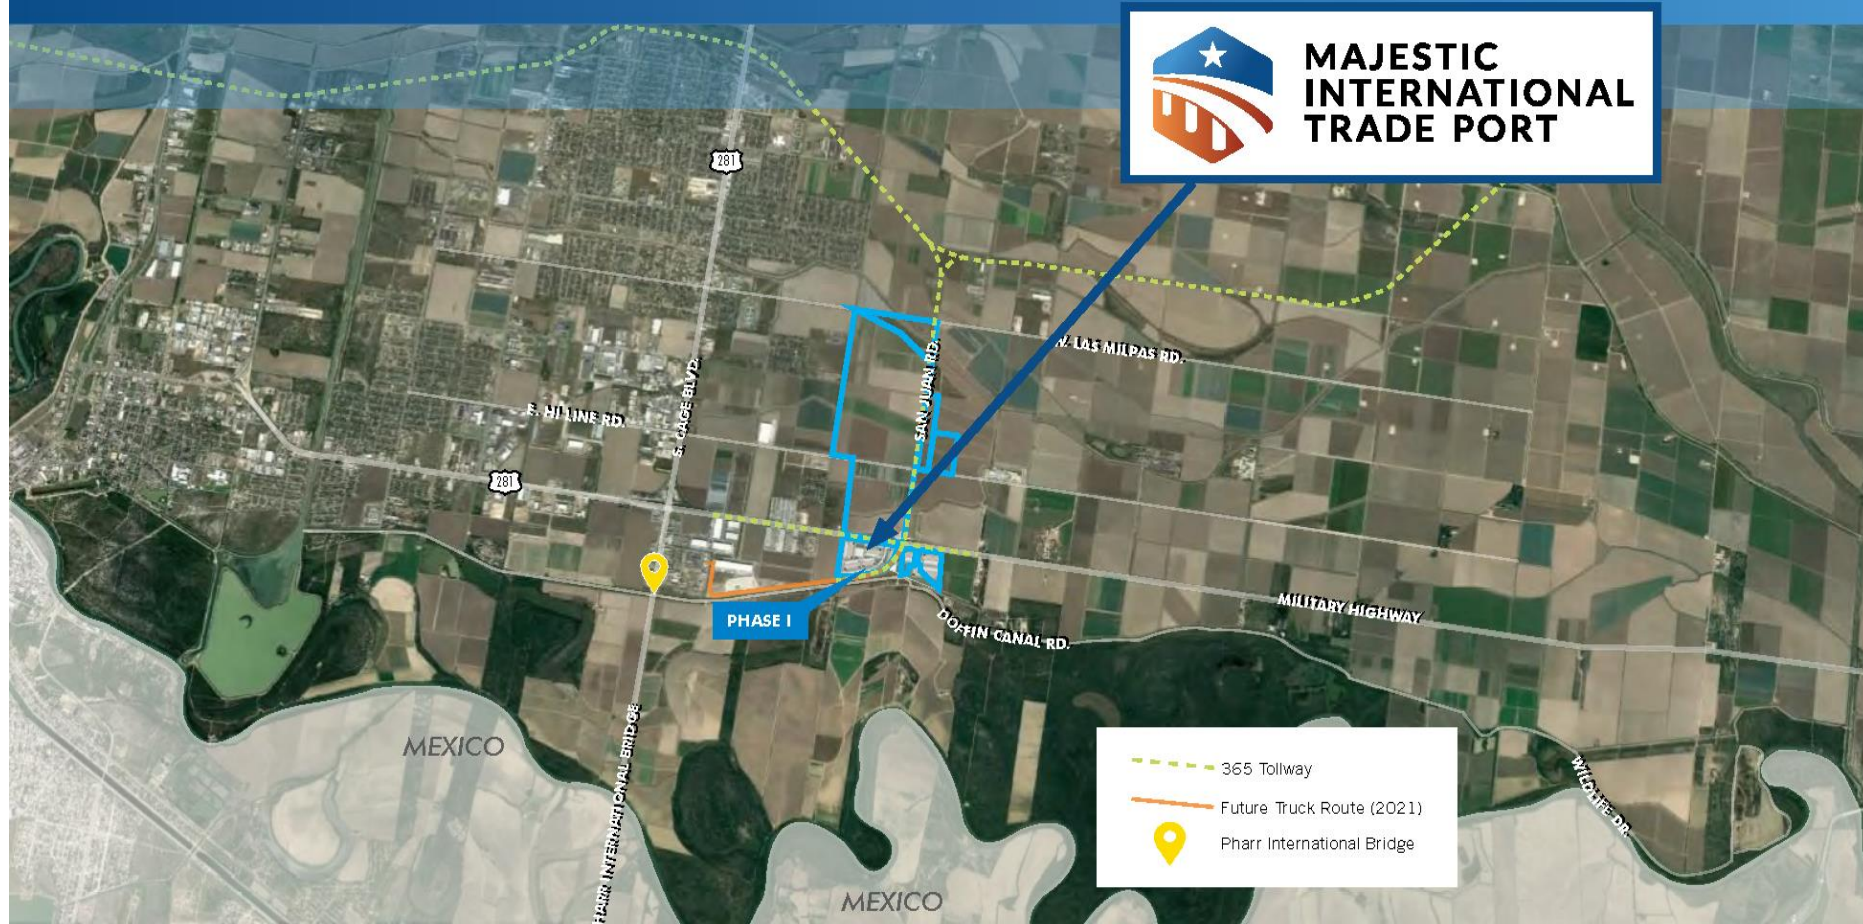 MAJESTIC
INTERNATIONAL
TRADE PORT
281
W. LAS MILPAS RD.
SAN JUAN RD.
S. CAGE BLVD.
E. HI LINE RD.
281
PHASE I
MILITARY HIGHWAY
DOFFIN CANAL RD.
MEXICO
PHARR INTERNATIONAL BRIDGE
WILDLIFE DR.
365 Tollway
Future Truck Route (2021)
Pharr International Bridge
MEXICO